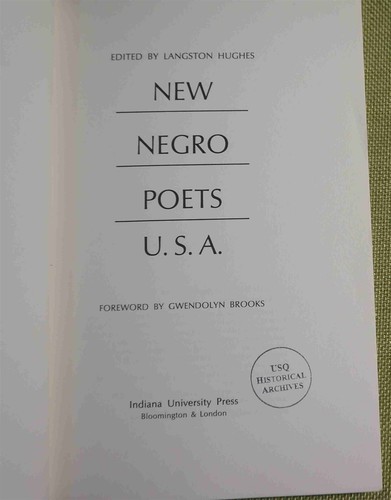 EDITED BY LANGSTON HUGHES
NEW
NEGRO
POETS
U. S. A.
FOREWORD BY GWENDOLYN BROOKS
USQ
HISTORICAL
ARCHIVES
Indiana University Press
Bloomington & London